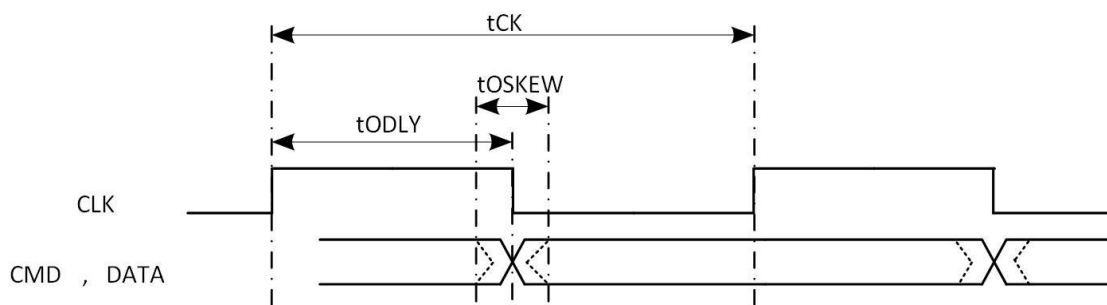 tCK
tOSKEW
tODLY
CLK
CMD , DATA